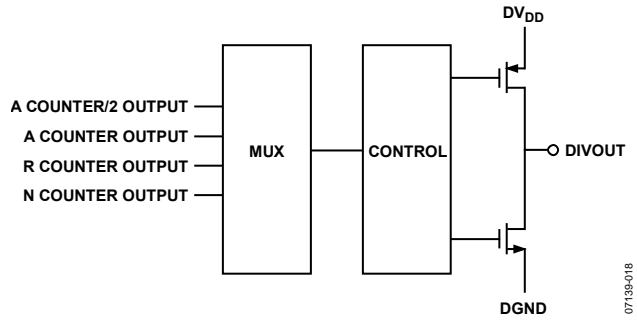 DVDD
A COUNTER/2 OUTPUT
A COUNTER OUTPUT
R COUNTER OUTPUT
N COUNTER OUTPUT
MUX
CONTROL
DIVOUT
DGND
07139-018